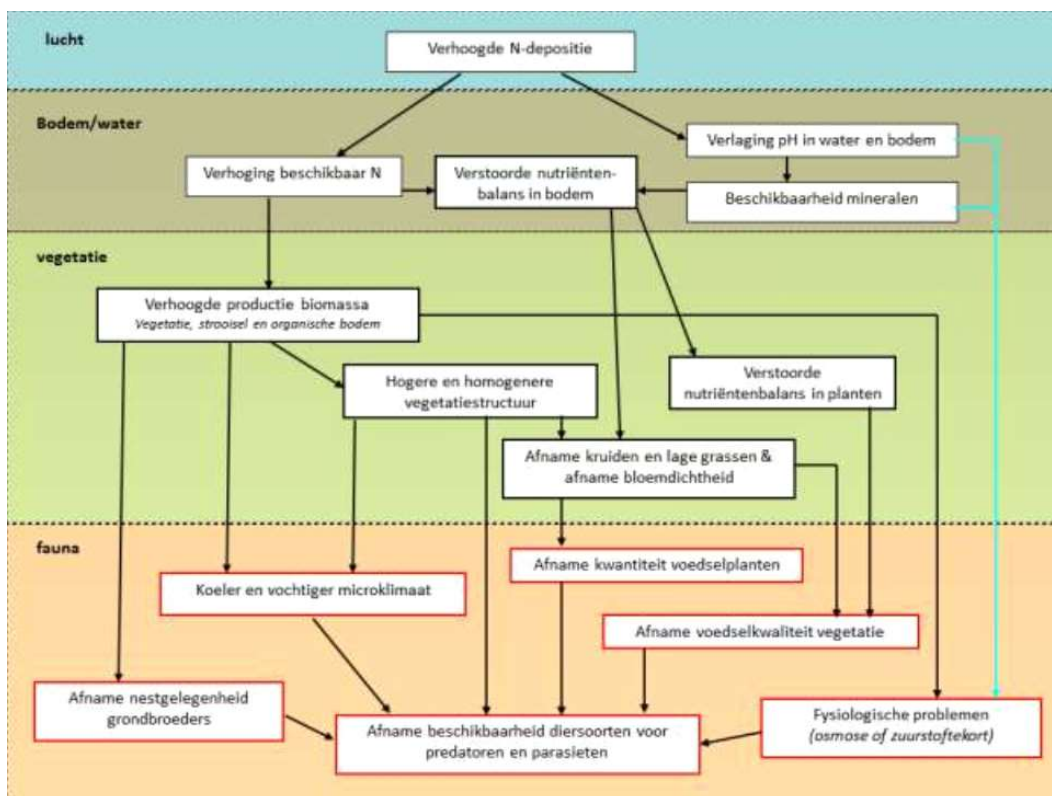 lucht
Verhoogde N-depositie
Bodem/water
Verlaging pH in water en bodem
Verhoging beschikbaar N
Verstoorde nutriënten-
balans in bodem
Beschikbaarheid mineralen
vegetatie
Verhoogde productie biomassa
Vegetatie, strooisel en organische bodem
Hogere en homogenere
vegetatiestructuur
Verstoorde
nutriëntenbalans in planten
Afname kruiden en lage grassen &
afname bloemdichtheid
fauna
Afname kwantiteit voedselplanten
Koeler en vochtiger microklimaat
Afname voedselkwaliteit vegetatie
Afname nestgelegenheid
grondbroeders
Afname beschikbaarheid diersoorten voor
predatoren en parasieten
Fysiologische problemen
(osmose of zuurstoftekort)